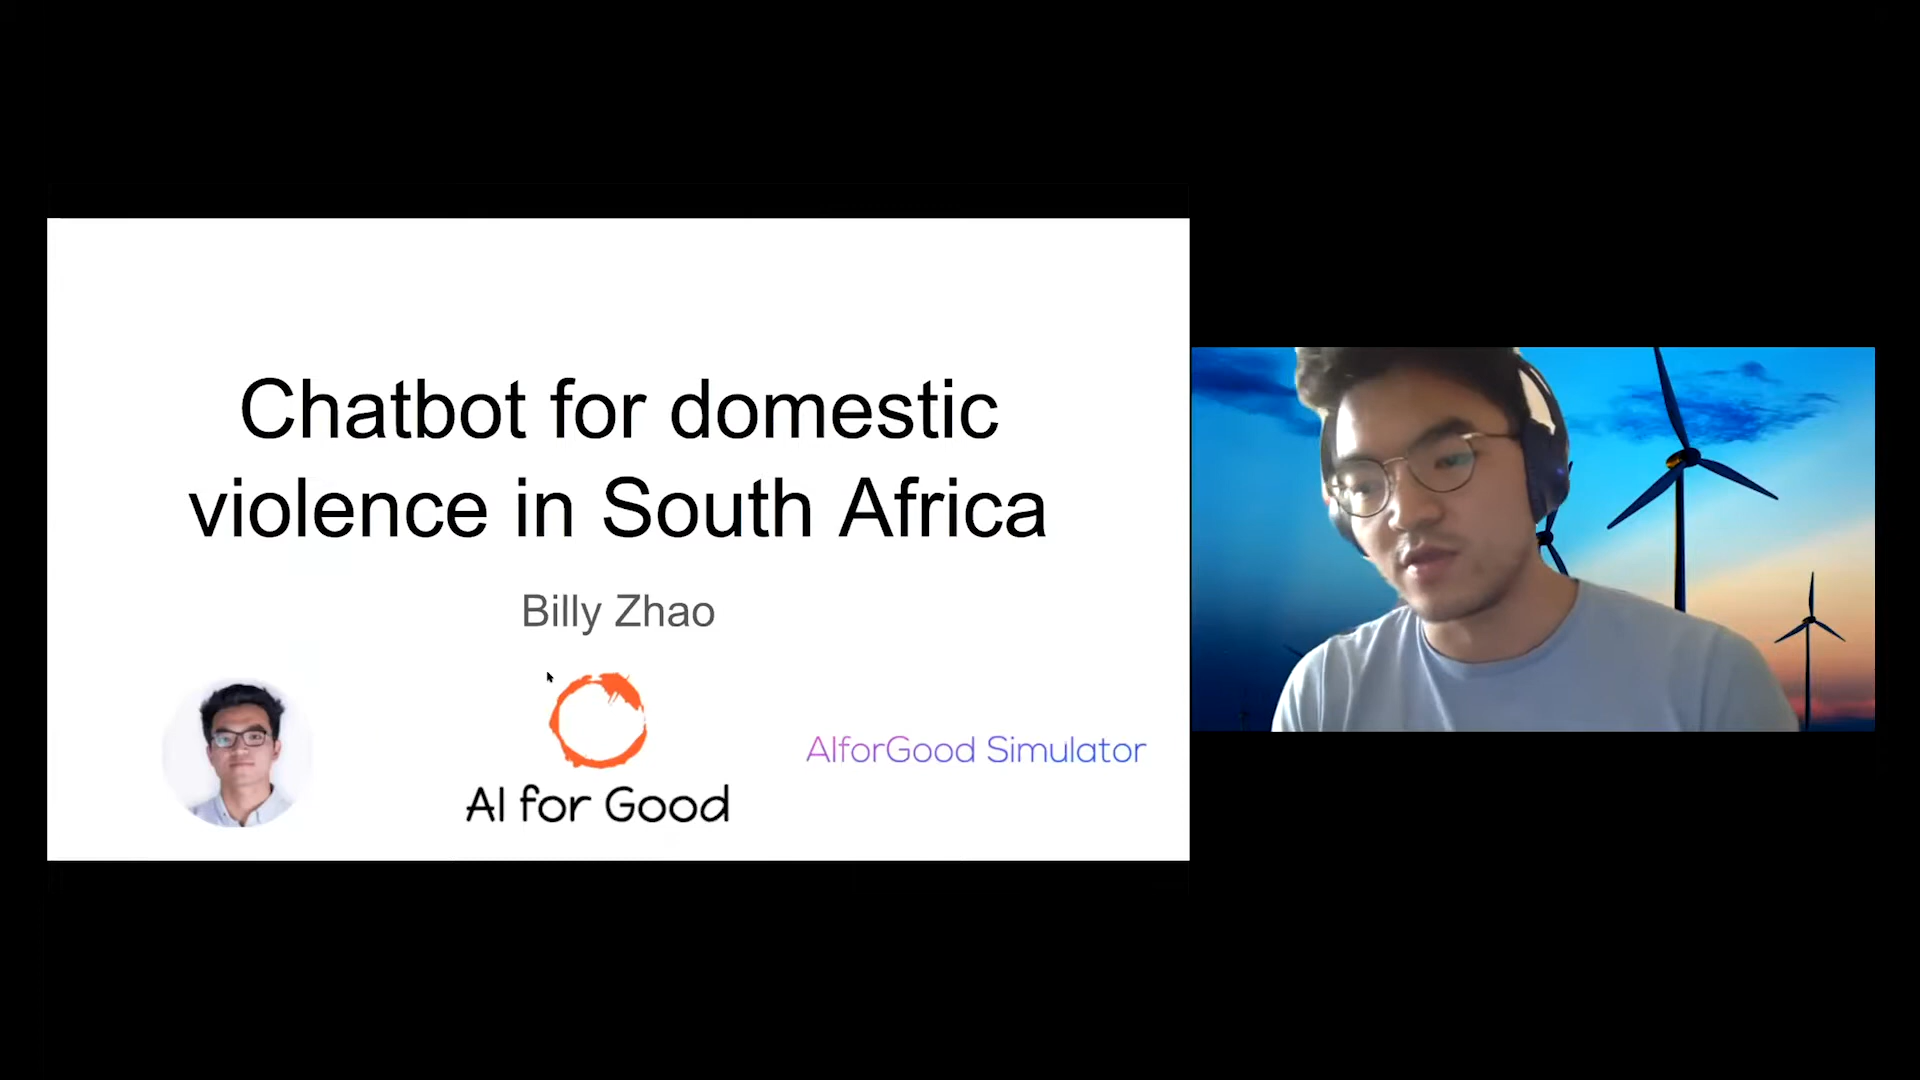 Chatbot for domestic
violence in South Africa
Billy Zhao
AI for Good
AIforGood Simulator